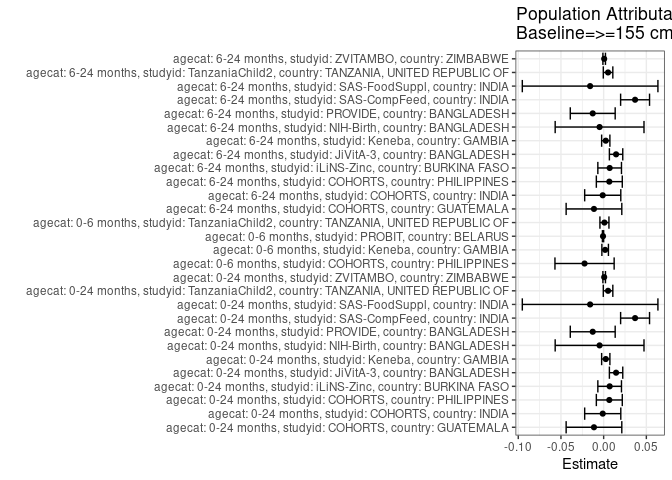 Population Attributa
Baseline=>=155 cm
agecat: 6-24 months, studyid: ZVITAMBO, country: ZIMBABWE
agecat: 6-24 months, studyid: TanzaniaChild2, country: TANZANIA, UNITED REPUBLIC OF
agecat: 6-24 months, studyid: SAS-FoodSuppl, country: INDIA
agecat: 6-24 months, studyid: SAS-CompFeed, country: INDIA
agecat: 6-24 months, studyid: PROVIDE, country: BANGLADESH
agecat: 6-24 months, studyid: NIH-Birth, country: BANGLADESH
agecat: 6-24 months, studyid: Keneba, country: GAMBIA
agecat: 6-24 months, studyid: JiVitA-3, country: BANGLADESH
agecat: 6-24 months, studyid: iLiNS-Zinc, country: BURKINA FASO
agecat: 6-24 months, studyid: COHORTS, country: PHILIPPINES
agecat: 6-24 months, studyid: COHORTS, country: INDIA
agecat: 6-24 months, studyid: COHORTS, country: GUATEMALA
agecat: 0-6 months, studyid: TanzaniaChild2, country: TANZANIA, UNITED REPUBLIC OF
agecat: 0-6 months, studyid: PROBIT, country: BELARUS
agecat: 0-6 months, studyid: Keneba, country: GAMBIA
agecat: 0-6 months, studyid: COHORTS, country: PHILIPPINES
agecat: 0-24 months, studyid: ZVITAMBO, country: ZIMBABWE
agecat: 0-24 months, studyid: TanzaniaChild2, country: TANZANIA, UNITED REPUBLIC OF
agecat: 0-24 months, studyid: SAS-FoodSuppl, country: INDIA
agecat: 0-24 months, studyid: SAS-CompFeed, country: INDIA
agecat: 0-24 months, studyid: PROVIDE, country: BANGLADESH
agecat: 0-24 months, studyid: NIH-Birth, country: BANGLADESH
agecat: 0-24 months, studyid: Keneba, country: GAMBIA
agecat: 0-24 months, studyid: JiVitA-3, country: BANGLADESH
agecat: 0-24 months, studyid: iLiNS-Zinc, country: BURKINA FASO
agecat: 0-24 months, studyid: COHORTS, country: PHILIPPINES
agecat: 0-24 months, studyid: COHORTS, country: INDIA
agecat: 0-24 months, studyid: COHORTS, country: GUATEMALA
-0.10 -0.05 0.00 0.05
Estimate